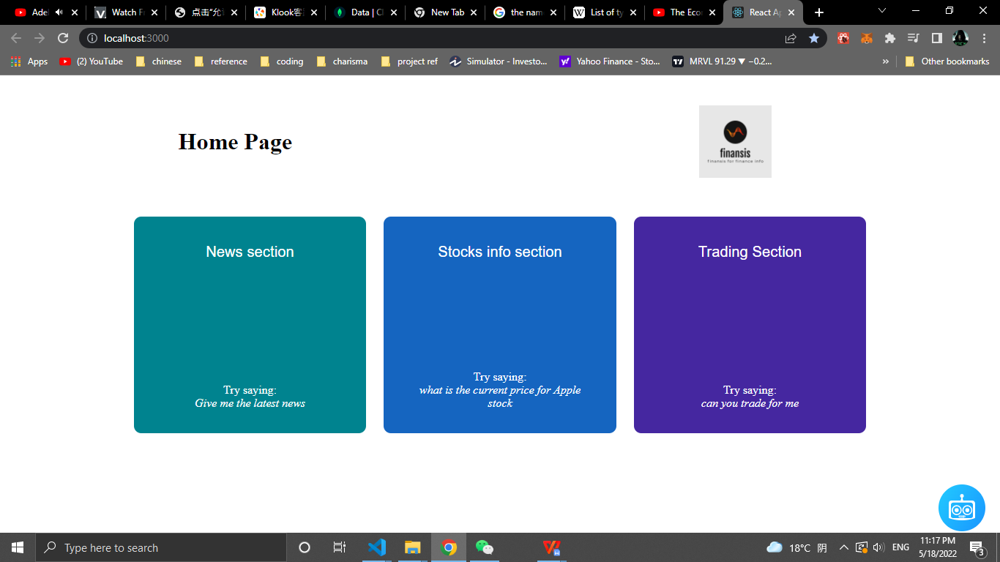 Adel
Watch Fr
点击"允许
Klook客
Data | Cl
New Tab
the nam
List of ty
The Econ
React Ap
localhost:3000
Apps
(2) YouTube
chinese
reference
coding
charisma
project ref
Simulator - Investo...
Yahoo Finance - Sto...
MRVL 91.29 ▼ −0.2...
»
Other bookmarks
Home Page
finansis
finansis for finance info
News section
Try saying:
Give me the latest news
Stocks info section
Try saying:
what is the current price for Apple
stock
Trading Section
Try saying:
can you trade for me
Type here to search
18°C 阴
ENG
11:17 PM
5/18/2022
3